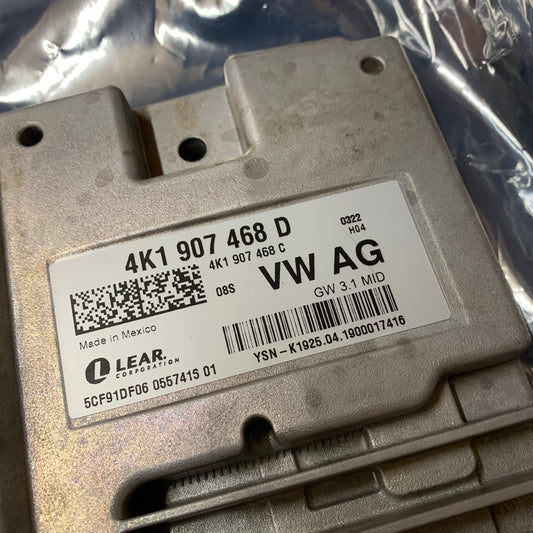 4K1 907 468 D
4K1 907 468 C
0322
H04
08S
VW AG
GW 3.1 MID
Made in Mexico
LEAR.
CORPORATION
YSN-K1925.04.1900017416
5CF91DF06 0557415 01